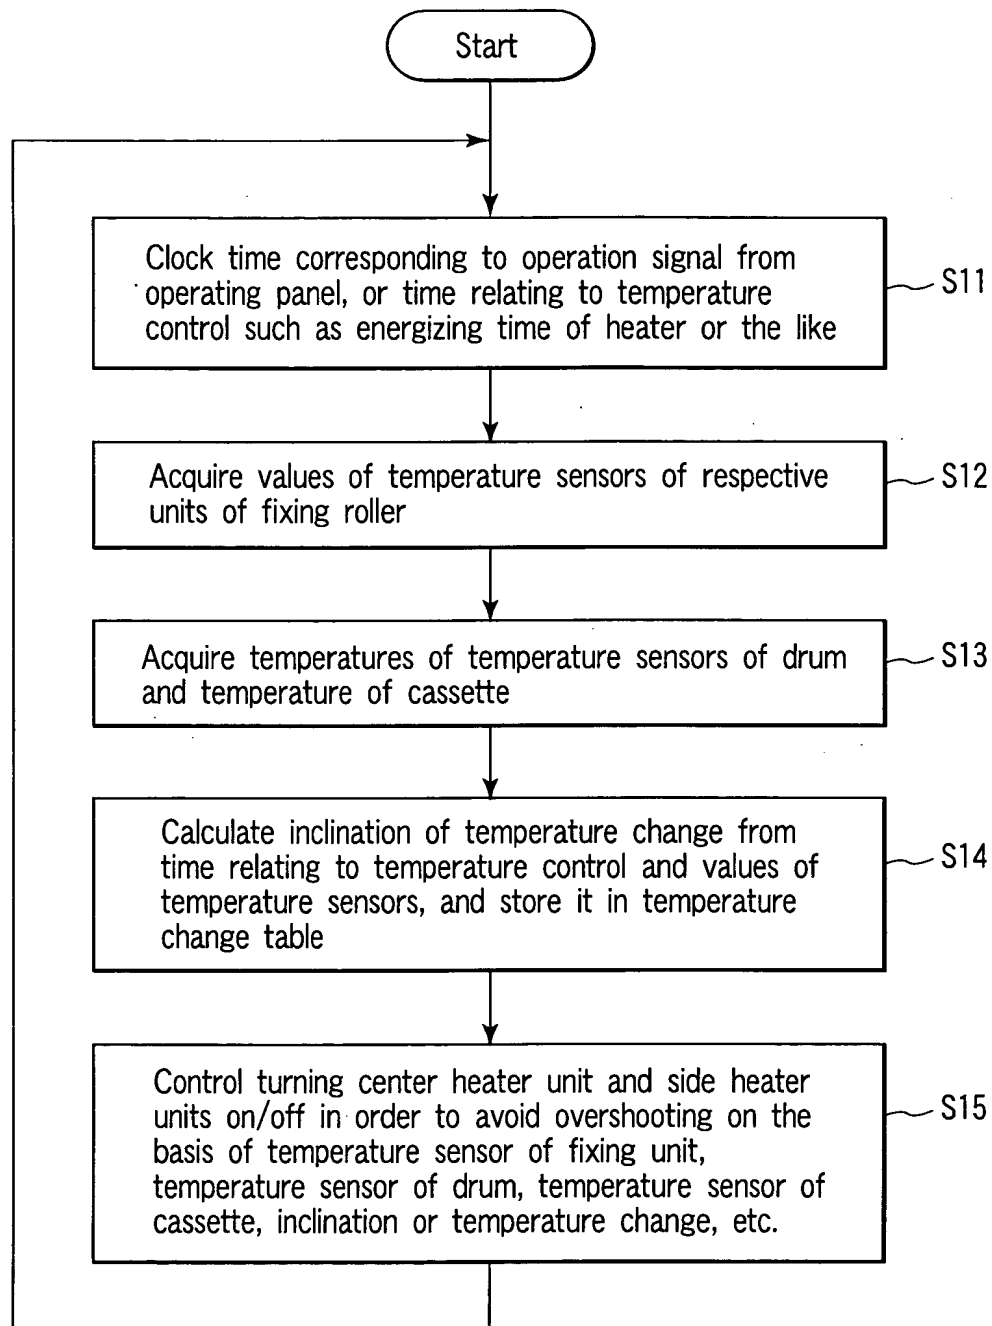 Start
Clock time corresponding to operation signal from
operating panel, or time relating to temperature
control such as energizing time of heater or the like
S11
Acquire values of temperature sensors of respective
units of fixing roller
S12
Acquire temperatures of temperature sensors of drum
and temperature of cassette
S13
Calculate inclination of temperature change from
time relating to temperature control and values of
temperature sensors, and store it in temperature
change table
S14
Control turning center heater unit and side heater
units on/off in order to avoid overshooting on the
basis of temperature sensor of fixing unit,
temperature sensor of drum, temperature sensor of
cassette, inclination or temperature change, etc.
S15